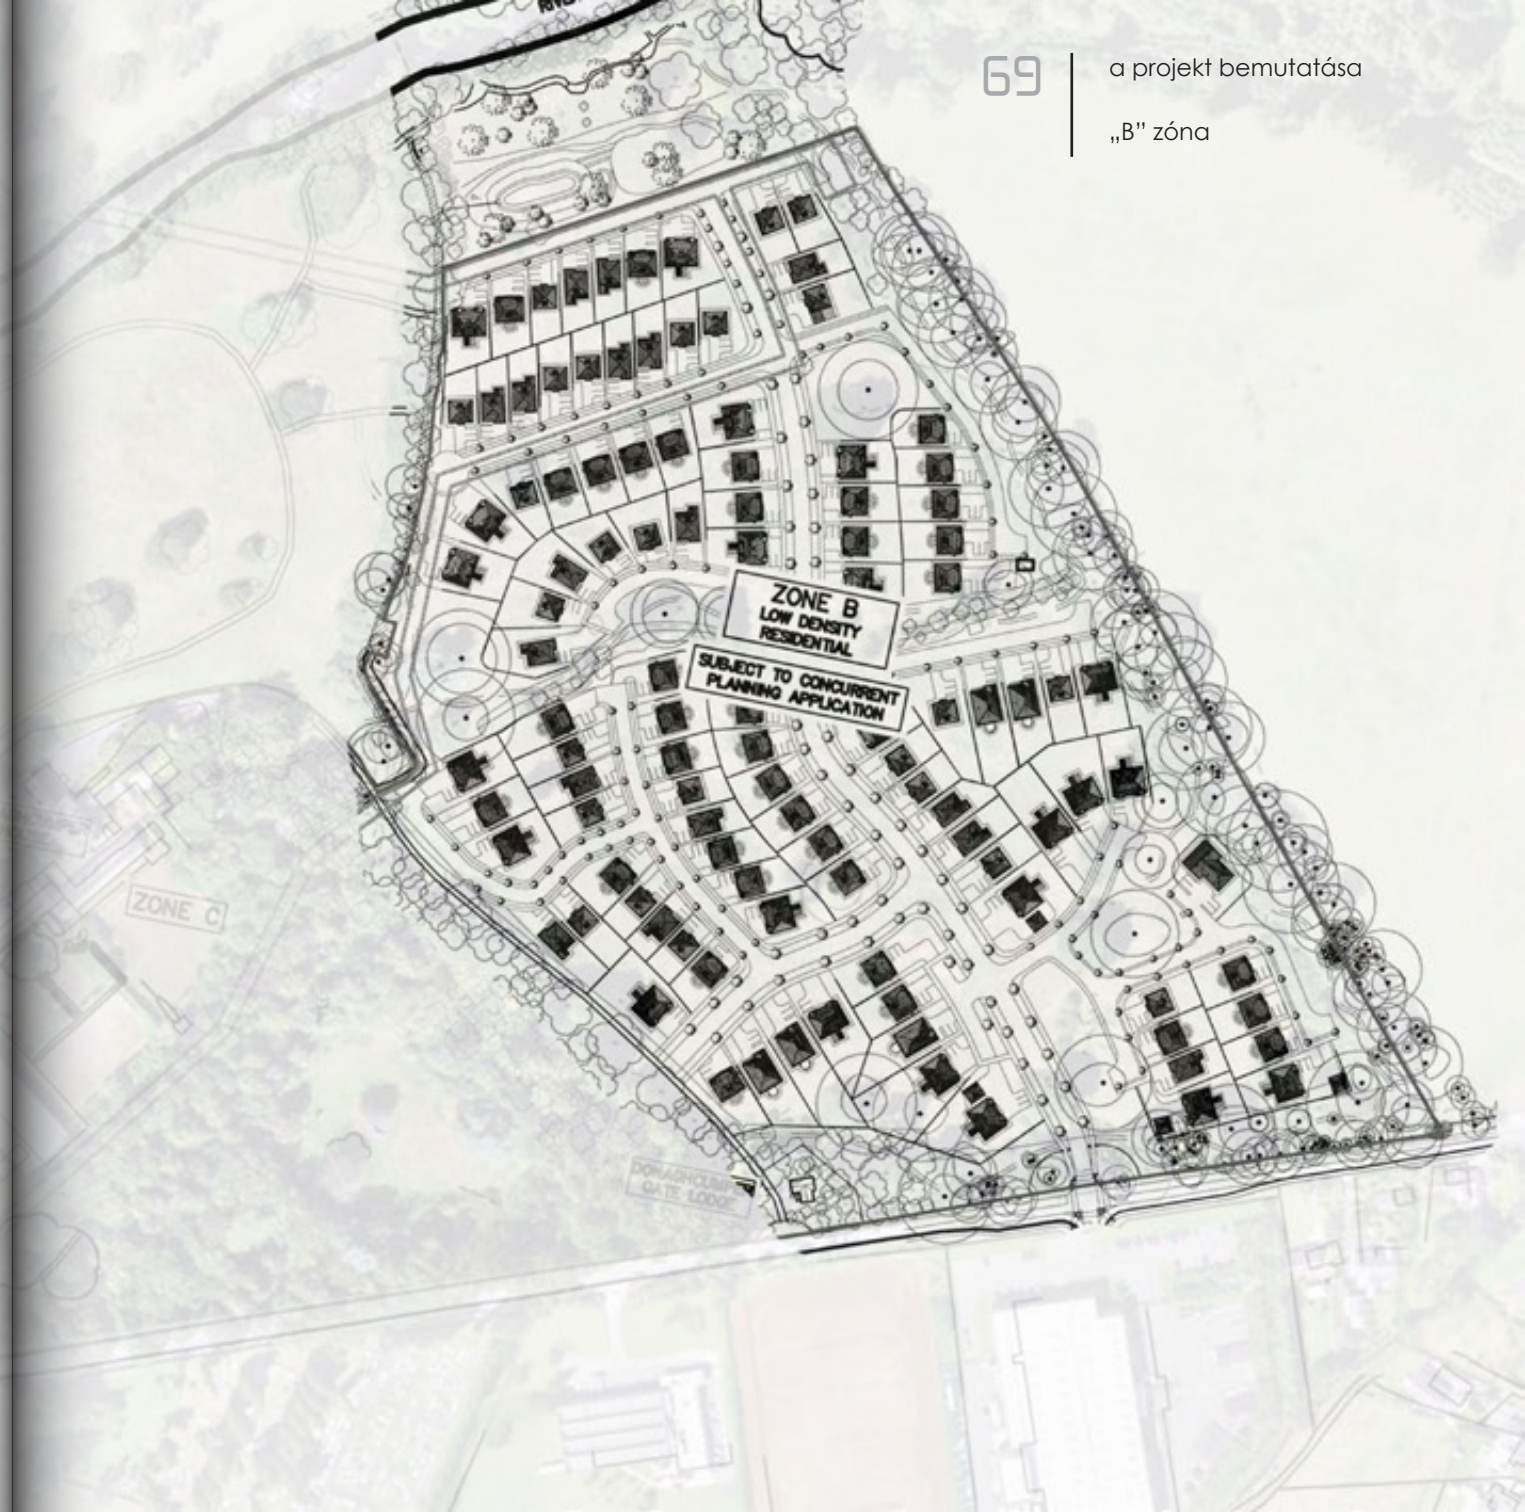 69
a projekt bemutatása
„B” zóna
ZONE B
LOW DENSITY
RESIDENTIAL
SUBJECT TO CONCURRENT
PLANNING APPLICATION
ZONE C
GATE LODGE